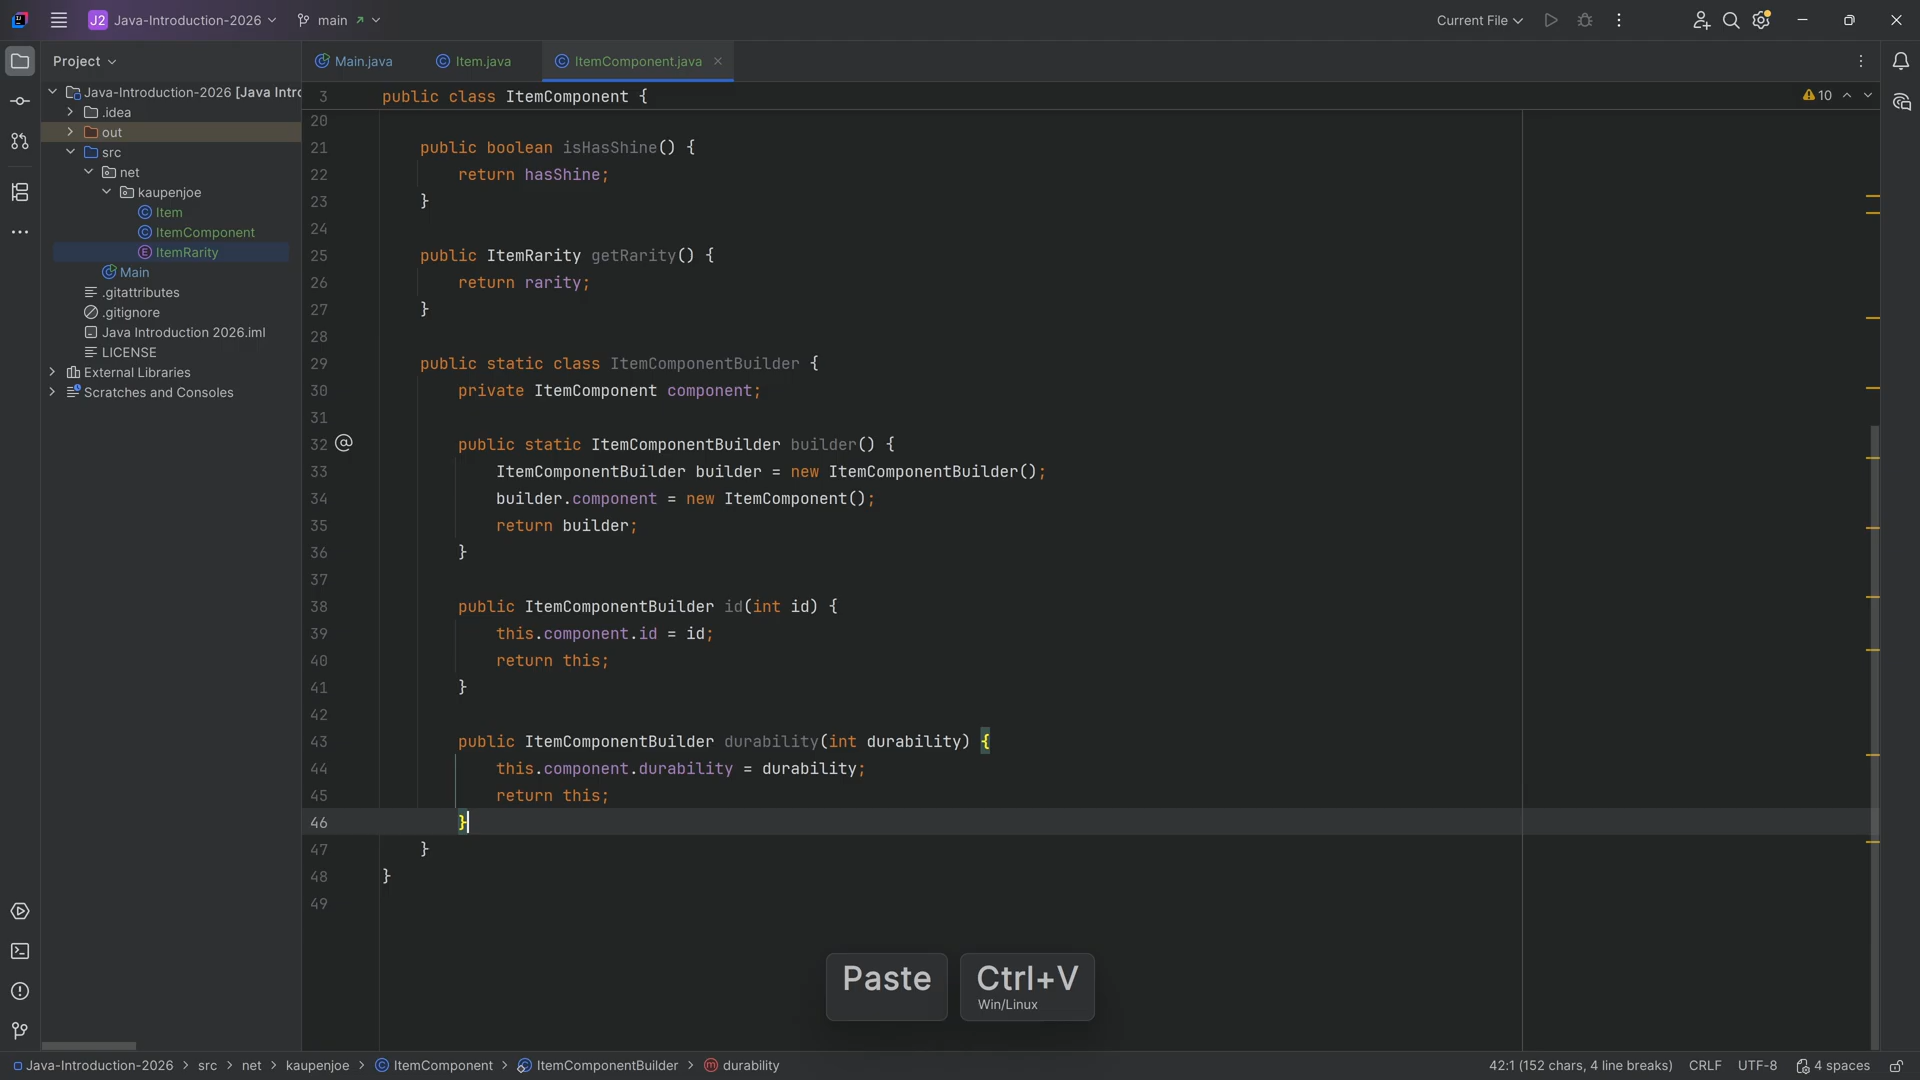 J2 Java-Introduction-2026 main Current File
Project
Main.java Item.java ItemComponent.java
Java-Introduction-2026 [Java Intro
.idea
out
src
net
kaupenjoe
Item
ItemComponent
ItemRarity
Main
.gitattributes
.gitignore
Java Introduction 2026.iml
LICENSE
External Libraries
Scratches and Consoles
3 public class ItemComponent { 10
20
21 public boolean isHasShine() {
22 return hasShine;
23 }
24
25 public ItemRarity getRarity() {
26 return rarity;
27 }
28
29 public static class ItemComponentBuilder {
30 private ItemComponent component;
31
32 @ public static ItemComponentBuilder builder() {
33 ItemComponentBuilder builder = new ItemComponentBuilder();
34 builder.component = new ItemComponent();
35 return builder;
36 }
37
38 public ItemComponentBuilder id(int id) {
39 this.component.id = id;
40 return this;
41 }
42
43 public ItemComponentBuilder durability(int durability) {
44 this.component.durability = durability;
45 return this;
46 }
47 }
48 }
49
Paste Ctrl+V
Win/Linux
Java-Introduction-2026 > src > net > kaupenjoe > ItemComponent > ItemComponentBuilder > durability 42:1 (152 chars, 4 line breaks) CRLF UTF-8 4 spaces